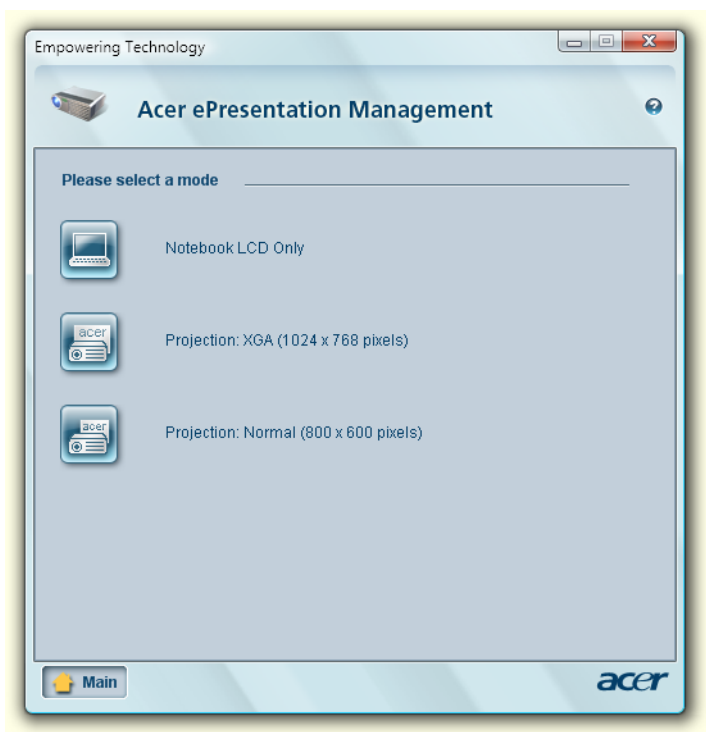 Empowering Technology
Acer ePresentation Management
Please select a mode
Notebook LCD Only
acer
Projection: XGA (1024 x 768 pixels)
acer
Projection: Normal (800 x 600 pixels)
Main
acer